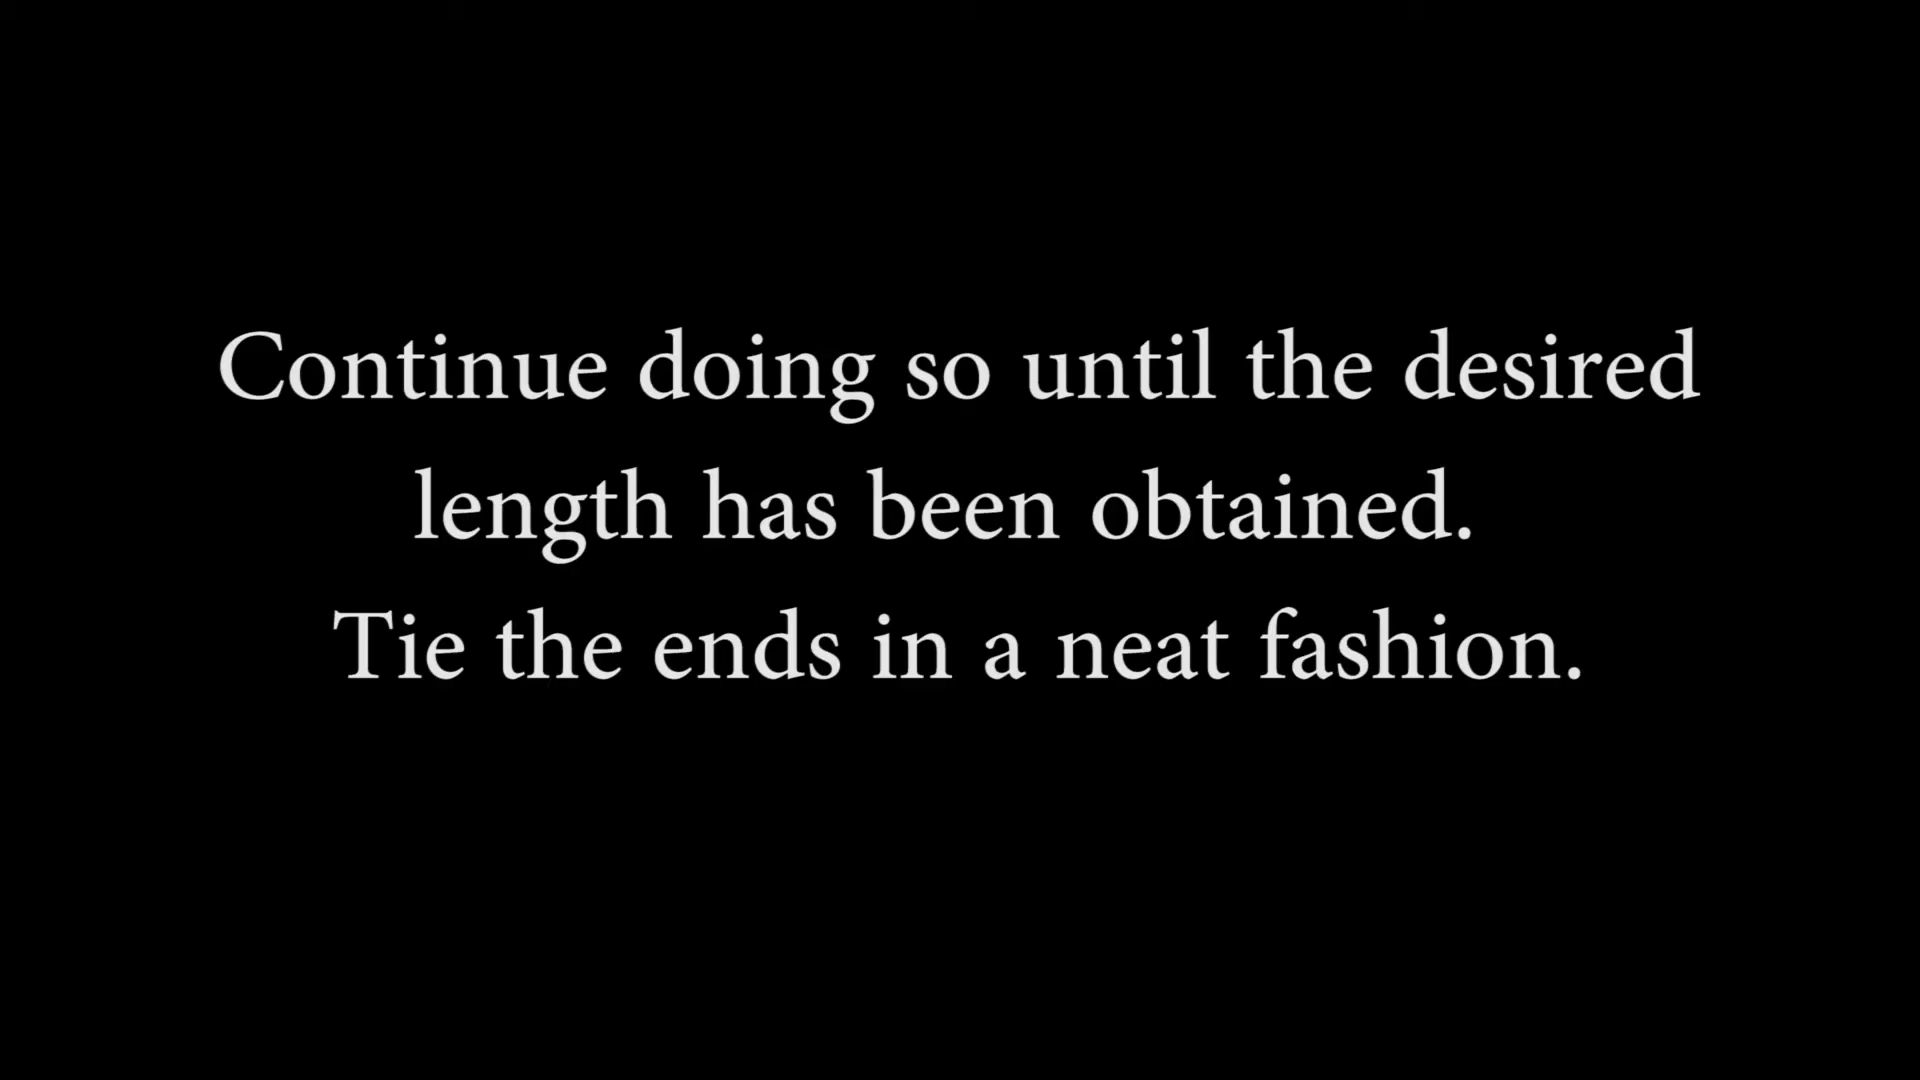 Continue doing so until the desired
length has been obtained.
Tie the ends in a neat fashion.